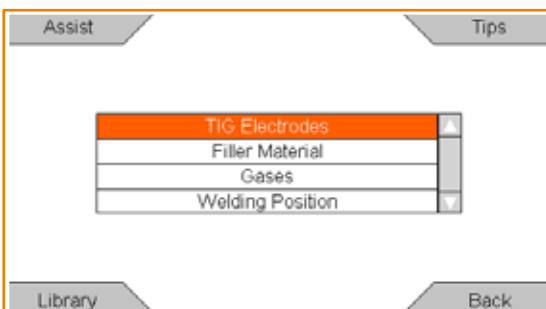 Assist
Tips
TIG Electrodes
Filler Material
Gases
Welding Position
Library
Back